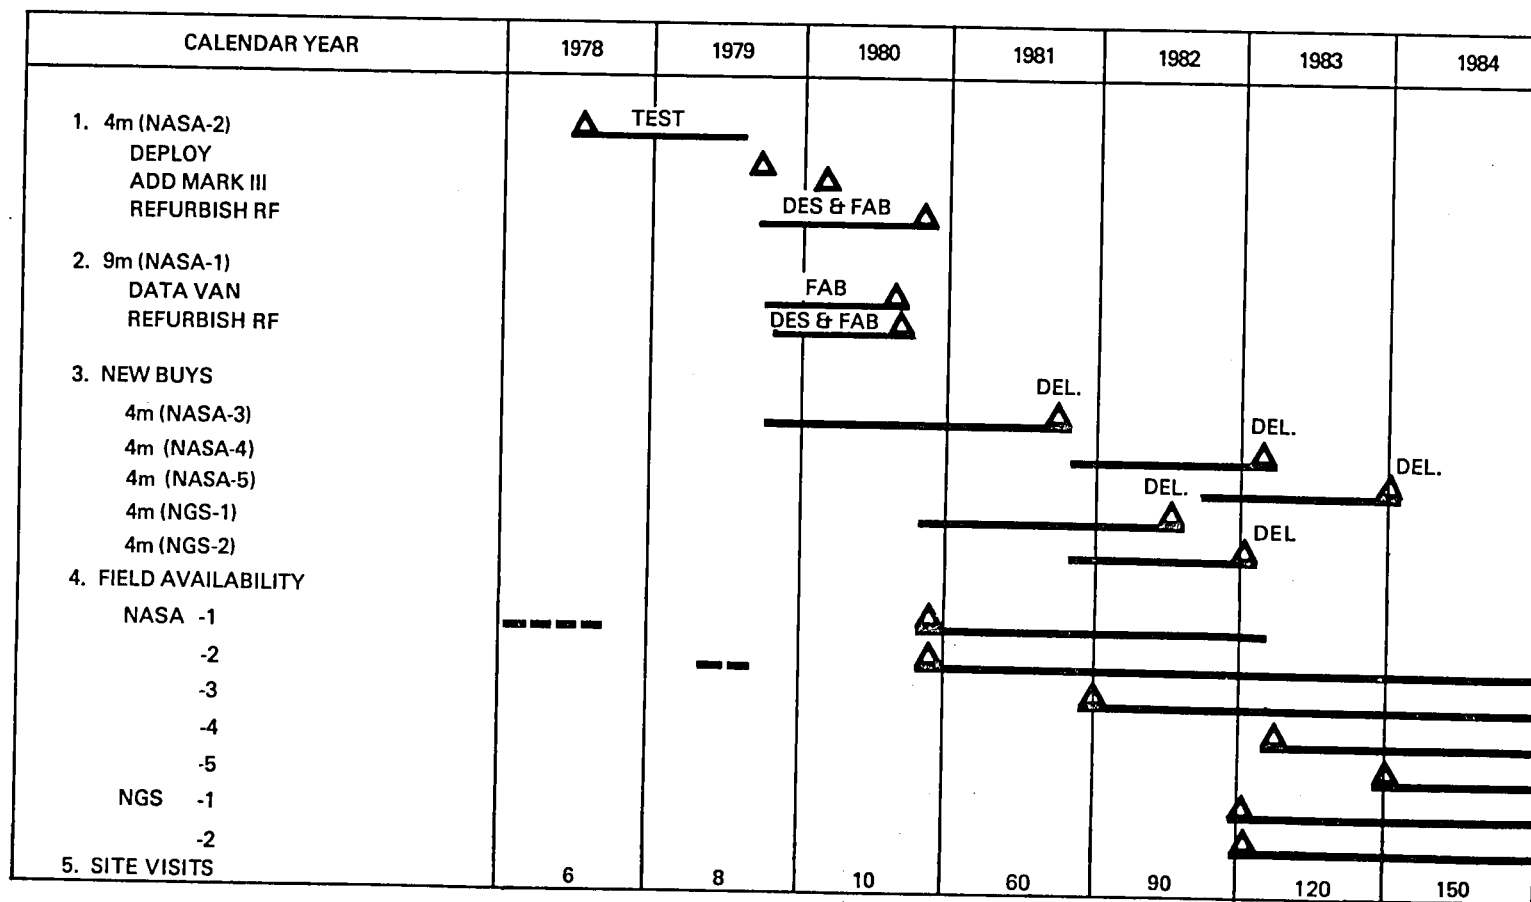 CALENDAR YEAR 1978 1979 1980 1981 1982 1983 1984
1. 4m (NASA-2) TEST
DEPLOY
ADD MARK III
REFURBISH RF DES & FAB
2. 9m (NASA-1)
DATA VAN FAB
REFURBISH RF DES & FAB
3. NEW BUYS
4m (NASA-3) DEL.
4m (NASA-4) DEL.
4m (NASA-5) DEL.
4m (NGS-1) DEL.
4m (NGS-2) DEL
4. FIELD AVAILABILITY
NASA -1
-2
-3
-4
-5
NGS -1
-2
5. SITE VISITS 6 8 10 60 90 120 150